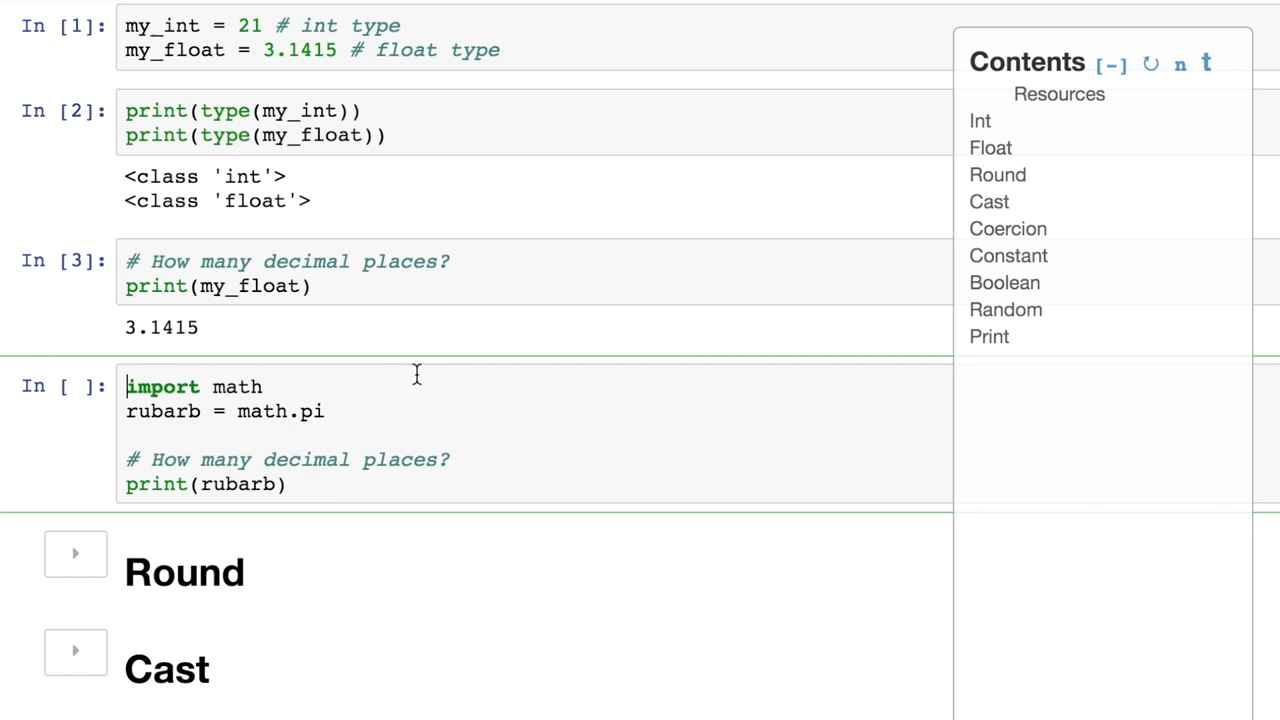 In [1]: my_int = 21 # int type
my_float = 3.1415 # float type
In [2]: print(type(my_int))
print(type(my_float))
<class 'int'>
<class 'float'>
In [3]: # How many decimal places?
print(my_float)
3.1415
In [ ]: import math
rubarb = math.pi
# How many decimal places?
print(rubarb)
Round
Cast
Contents [-] ↻ n t
Resources
Int
Float
Round
Cast
Coercion
Constant
Boolean
Random
Print